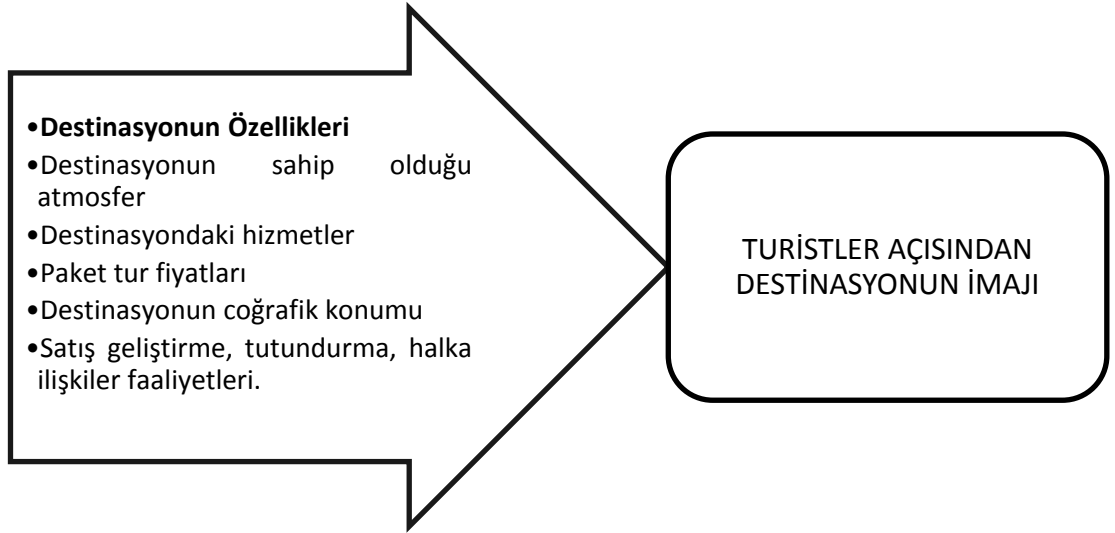 •Destinasyonun Özellikleri
•Destinasyonun sahip olduğu
atmosfer
•Destinasyondaki hizmetler
•Paket tur fiyatları
•Destinasyonun coğrafik konumu
•Satış geliştirme, tutundurma, halka
ilişkiler faaliyetleri.
TURİSTLER AÇISINDAN
DESTİNASYONUN İMAJI